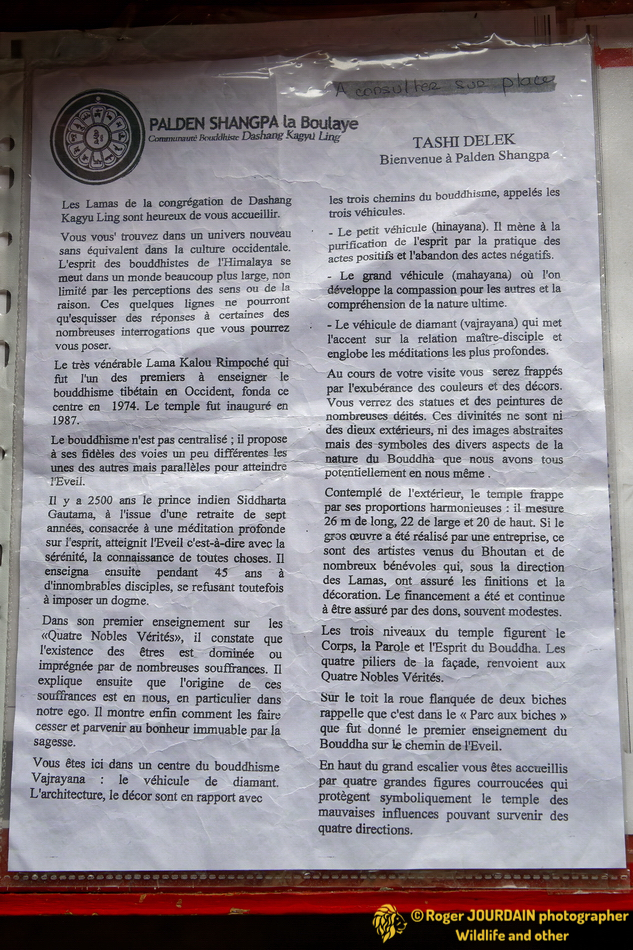 A consulter sur place
PALDEN SHANGPA la Boulaye
Communauté Bouddhiste Dashang Kagyu Ling
TASHI DELEK
Bienvenue à Palden Shangpa
Les Lamas de la congrégation de Dashang
Kagyu Ling sont heureux de vous accueillir.
Vous vous' trouvez dans un univers nouveau
sans équivalent dans la culture occidentale.
L'esprit des bouddhistes de l'Himalaya se
meut dans un monde beaucoup plus large, non
limité par les perceptions des sens ou de la
raison. Ces quelques lignes ne pourront
qu'esquisser des réponses à certaines des
nombreuses interrogations que vous pourrez
vous poser.
Le très vénérable Lama Kalou Rimpoché qui
fut l'un des premiers à enseigner le
bouddhisme tibétain en Occident, fonda ce
centre en 1974. Le temple fut inauguré en
1987.
Le bouddhisme n'est pas centralisé ; il propose
à ses fidèles des voies un peu différentes les
unes des autres mais parallèles pour atteindre
l'Eveil.
Il y a 2500 ans le prince indien Siddharta
Gautama, à l'issue d'une retraite de sept
années, consacrée à une méditation profonde
sur l'esprit, atteignit l'Eveil c'est-à-dire avec la
sérénité, la connaissance de toutes choses. Il
enseigna ensuite pendant 45 ans à
d'innombrables disciples, se refusant toutefois
à imposer un dogme.
Dans son premier enseignement sur les
«Quatre Nobles Vérités», il constate que
l'existence des êtres est dominée ou
imprégnée par de nombreuses souffrances. Il
explique ensuite que l'origine de ces
souffrances est en nous, en particulier dans
notre ego. Il montre enfin comment les faire
cesser et parvenir au bonheur immuable par la
sagesse.
Vous êtes ici dans un centre du bouddhisme
Vajrayana : le véhicule de diamant.
L'architecture, le décor sont en rapport avec
les trois chemins du bouddhisme, appelés les
trois véhicules.
- Le petit véhicule (hinayana). Il mène à la
purification de l'esprit par la pratique des
actes positifs et l'abandon des actes négatifs.
- Le grand véhicule (mahayana) où l'on
développe la compassion pour les autres et la
compréhension de la nature ultime.
- Le véhicule de diamant (vajrayana) qui met
l'accent sur la relation maître-disciple et
englobe les méditations les plus profondes.
Au cours de votre visite vous serez frappés
par l'exubérance des couleurs et des décors.
Vous verrez des statues et des peintures de
nombreuses déités. Ces divinités ne sont ni
des dieux extérieurs, ni des images abstraites
mais des symboles des divers aspects de la
nature du Bouddha que nous avons tous
potentiellement en nous même .
Contemplé de l'extérieur, le temple frappe
par ses proportions harmonieuses : il mesure
26 m de long, 22 de large et 20 de haut. Si le
gros œuvre a été réalisé par une entreprise, ce
sont des artistes venus du Bhoutan et de
nombreux bénévoles qui, sous la direction
des Lamas, ont assuré les finitions et la
décoration. Le financement a été et continue
à être assuré par des dons, souvent modestes.
Les trois niveaux du temple figurent le
Corps, la Parole et l'Esprit du Bouddha. Les
quatre piliers de la façade, renvoient aux
Quatre Nobles Vérités.
Sur le toit la roue flanquée de deux biches
rappelle que c'est dans le « Parc aux biches »
que fut donné le premier enseignement du
Bouddha sur le chemin de l'Eveil.
En haut du grand escalier vous êtes accueillis
par quatre grandes figures courroucées qui
protègent symboliquement le temple des
mauvaises influences pouvant survenir des
quatre directions.
© Roger JOURDAIN photographer
Wildlife and other